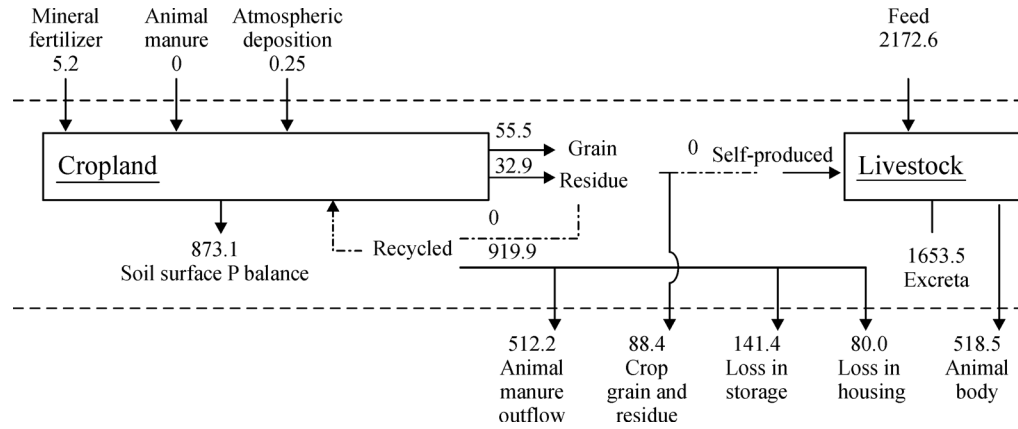 Mineral
fertilizer
5.2
Animal
manure
0
Atmospheric
deposition
0.25
Feed
2172.6
Cropland
55.5
Grain
32.9
Residue
0
Self-produced
Livestock
0
Recycled
919.9
873.1
Soil surface P balance
1653.5
Excreta
512.2
Animal
manure
outflow
88.4
Crop
grain and
residue
141.4
Loss in
storage
80.0
Loss in
housing
518.5
Animal
body